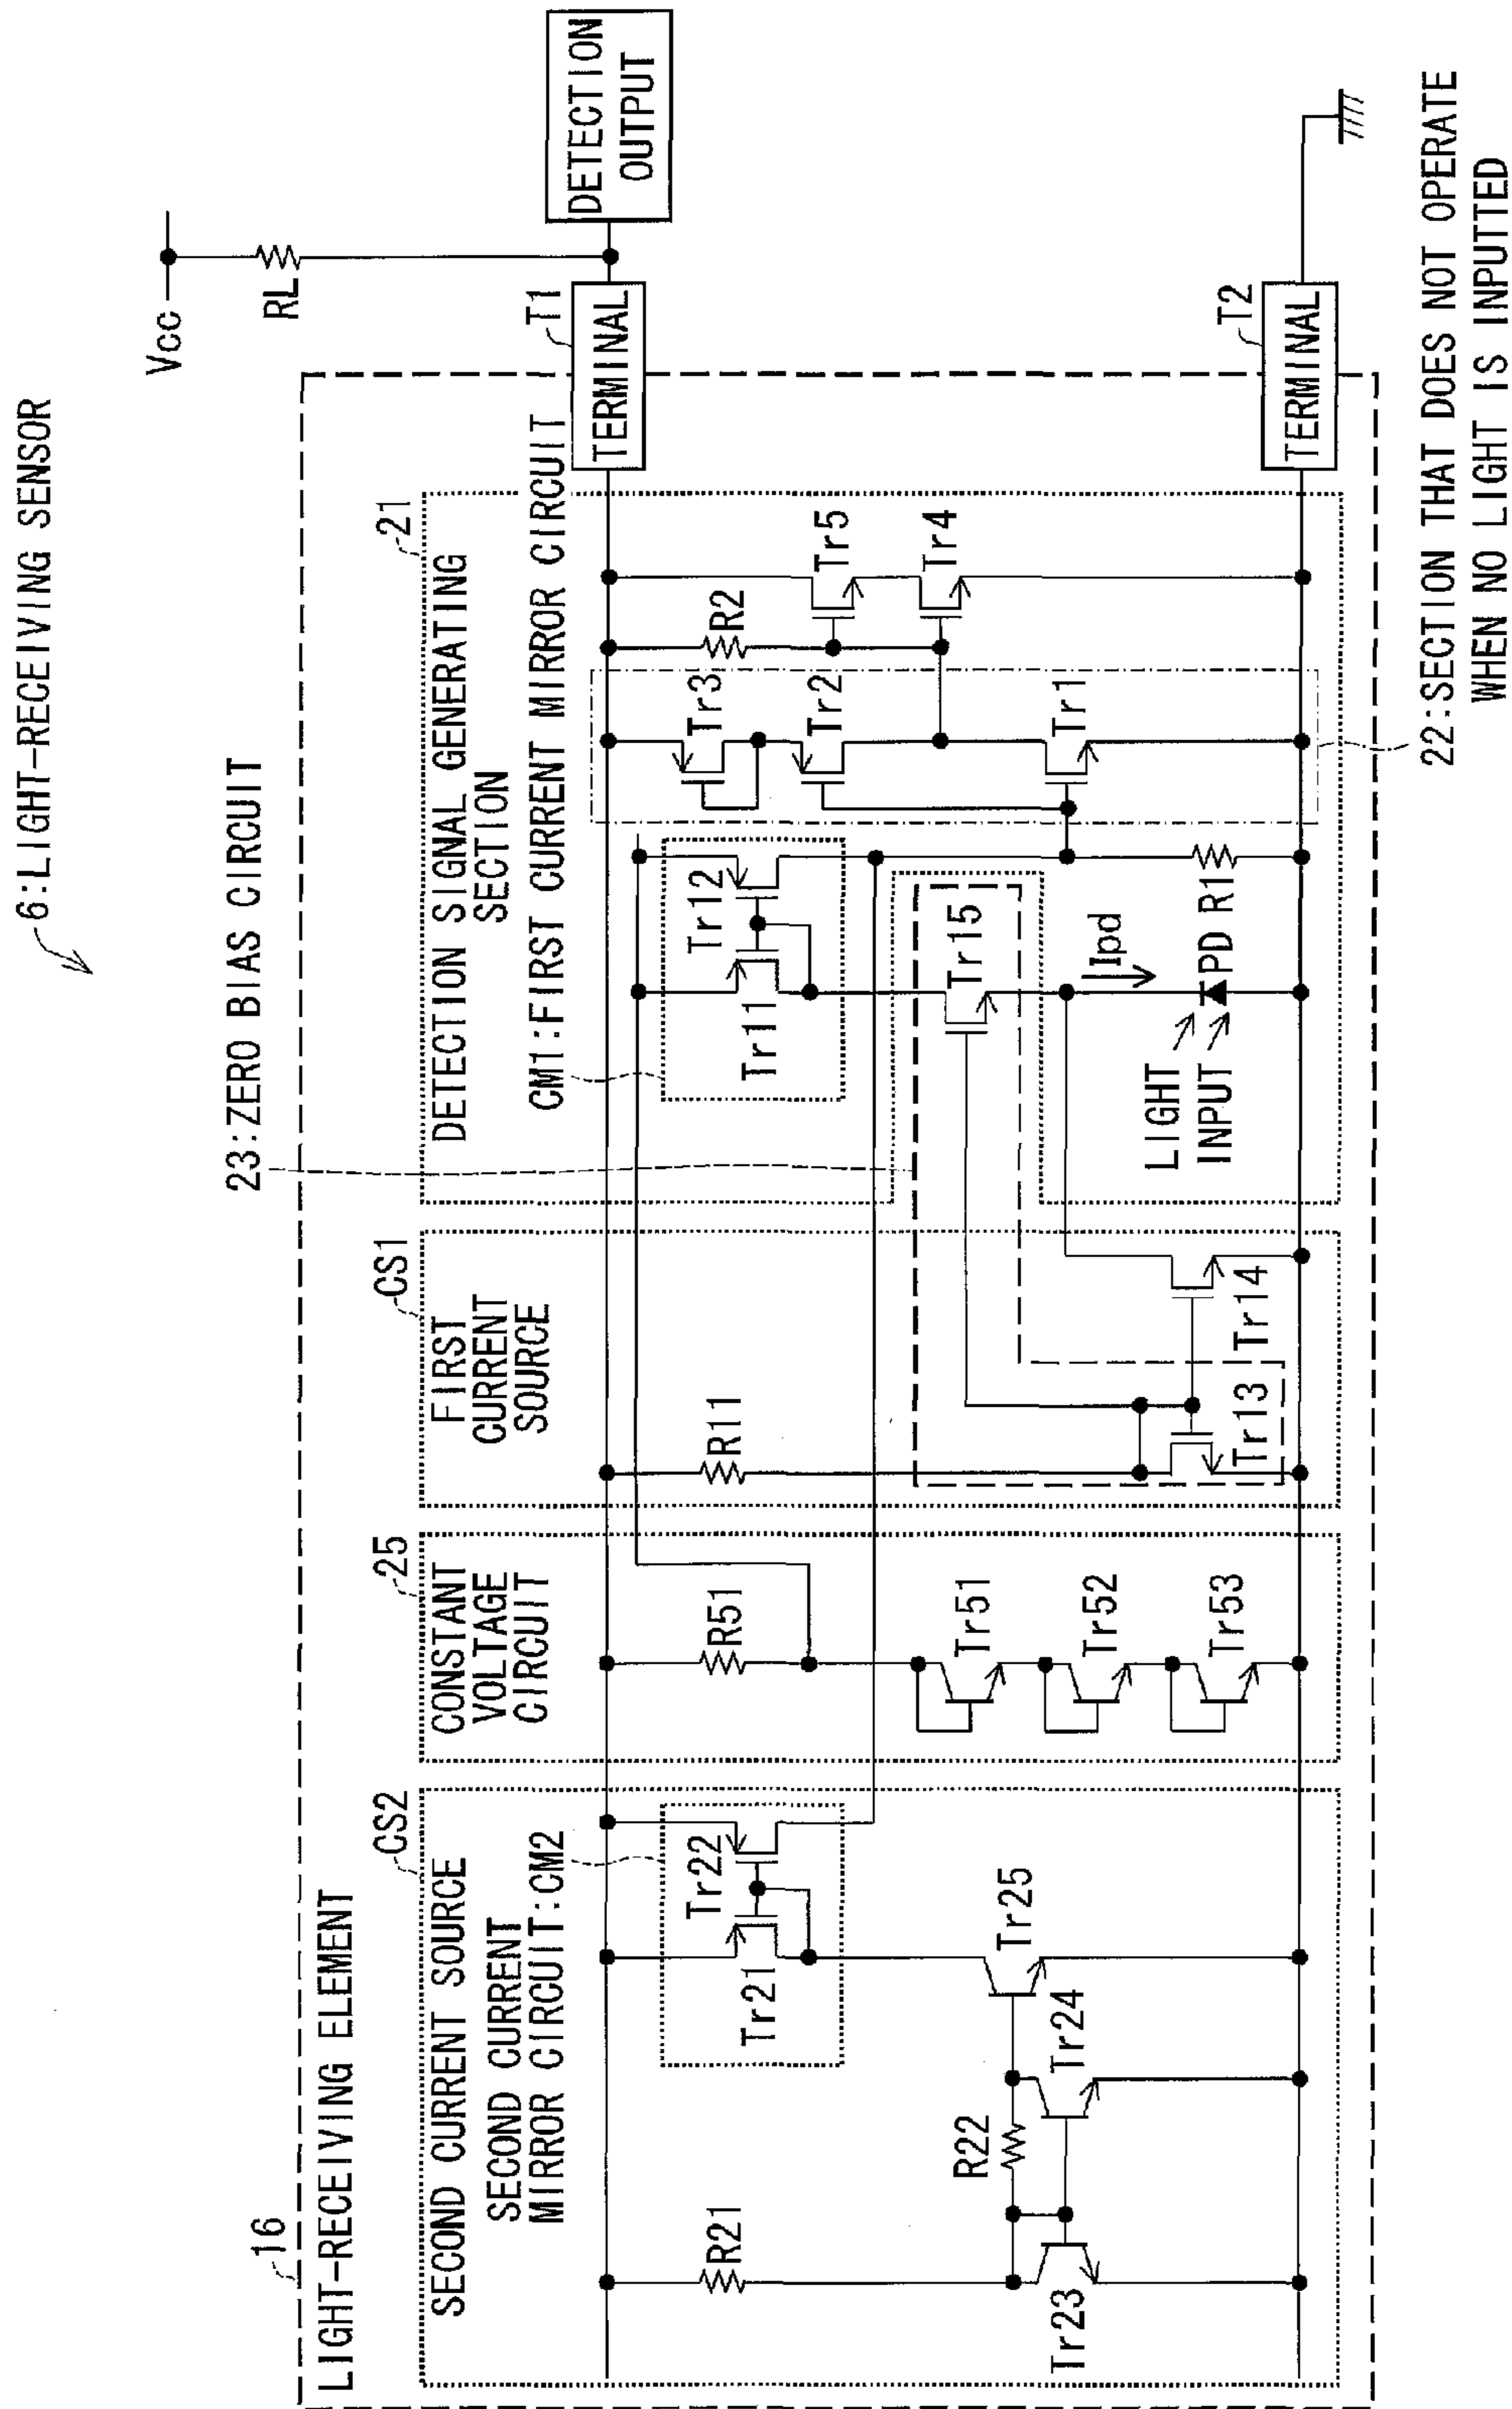 6:LIGHT-RECEIVING SENSOR
16
LIGHT-RECEIVING ELEMENT
23:ZERO BIAS CIRCUIT
Vcc
RL
CS2
SECOND CURRENT SOURCE
SECOND CURRENT
MIRROR CIRCUIT:CM2
R21
Tr21
Tr22
R22
Tr23
Tr24
Tr25
25
CONSTANT
VOLTAGE
CIRCUIT
R51
Tr51
Tr52
Tr53
CS1
FIRST
CURRENT
SOURCE
R11
Tr13
Tr14
21
DETECTION SIGNAL GENERATING
SECTION
CM1:FIRST CURRENT MIRROR CIRCUIT
Tr11
Tr12
Tr15
Ipd
LIGHT
INPUT
PD
R1
Tr3
Tr2
Tr1
R2
Tr5
Tr4
T1
TERMINAL
DETECTION
OUTPUT
T2
TERMINAL
22:SECTION THAT DOES NOT OPERATE
WHEN NO LIGHT IS INPUTTED